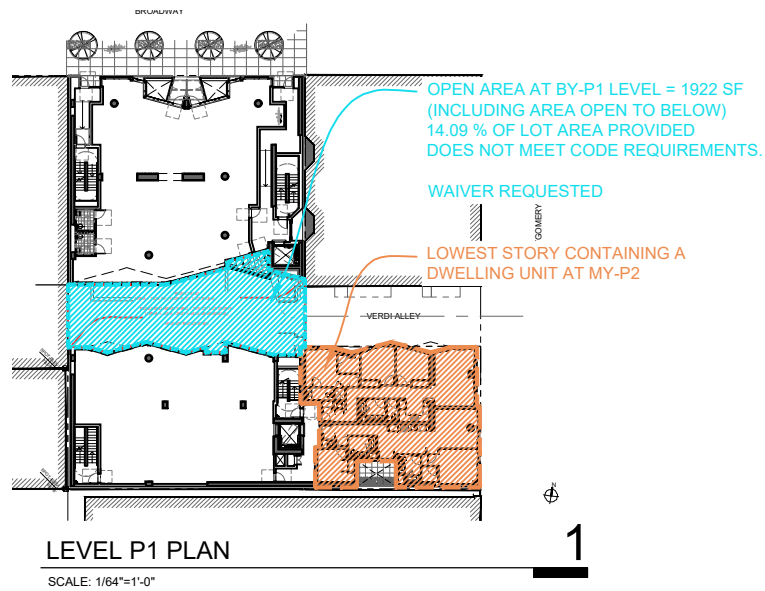 BROADWAY
OPEN AREA AT BY-P1 LEVEL = 1922 SF
(INCLUDING AREA OPEN TO BELOW)
14.09 % OF LOT AREA PROVIDED
DOES NOT MEET CODE REQUIREMENTS.
WAIVER REQUESTED
GOMERY
LOWEST STORY CONTAINING A
DWELLING UNIT AT MY-P2
VERDI ALLEY
N
LEVEL P1 PLAN
1
SCALE: 1/64"=1'-0"